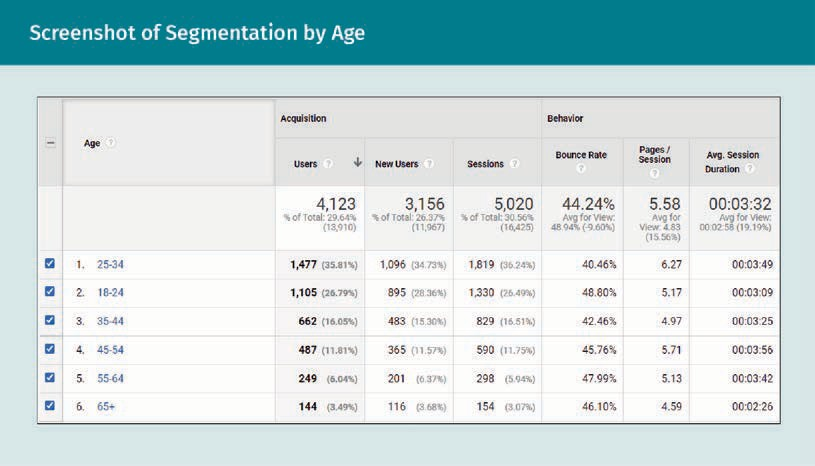 Screenshot of Segmentation by Age
Acquisition
Behavior
Age ?
Users ?
New Users ?
Sessions ?
Bounce Rate
?
Pages /
Session
?
Avg. Session
Duration ?
4,123
% of Total: 29.64%
(13,910)
3,156
% of Total: 26.37%
(11,967)
5,020
% of Total: 30.56%
(16,425)
44.24%
Avg for View:
48.94% (-9.60%)
5.58
Avg for
View: 4.83
(15.56%)
00:03:32
Avg for View:
00:02:58 (19.19%)
1. 25-34 1,477 (35.81%) 1,096 (34.73%) 1,819 (36.24%) 40.46% 6.27 00:03:49
2. 18-24 1,105 (26.79%) 895 (28.36%) 1,330 (26.49%) 48.80% 5.17 00:03:09
3. 35-44 662 (16.05%) 483 (15.30%) 829 (16.51%) 42.46% 4.97 00:03:25
4. 45-54 487 (11.81%) 365 (11.57%) 590 (11.75%) 45.76% 5.71 00:03:56
5. 55-64 249 (6.04%) 201 (6.37%) 298 (5.94%) 47.99% 5.13 00:03:42
6. 65+ 144 (3.49%) 116 (3.68%) 154 (3.07%) 46.10% 4.59 00:02:26